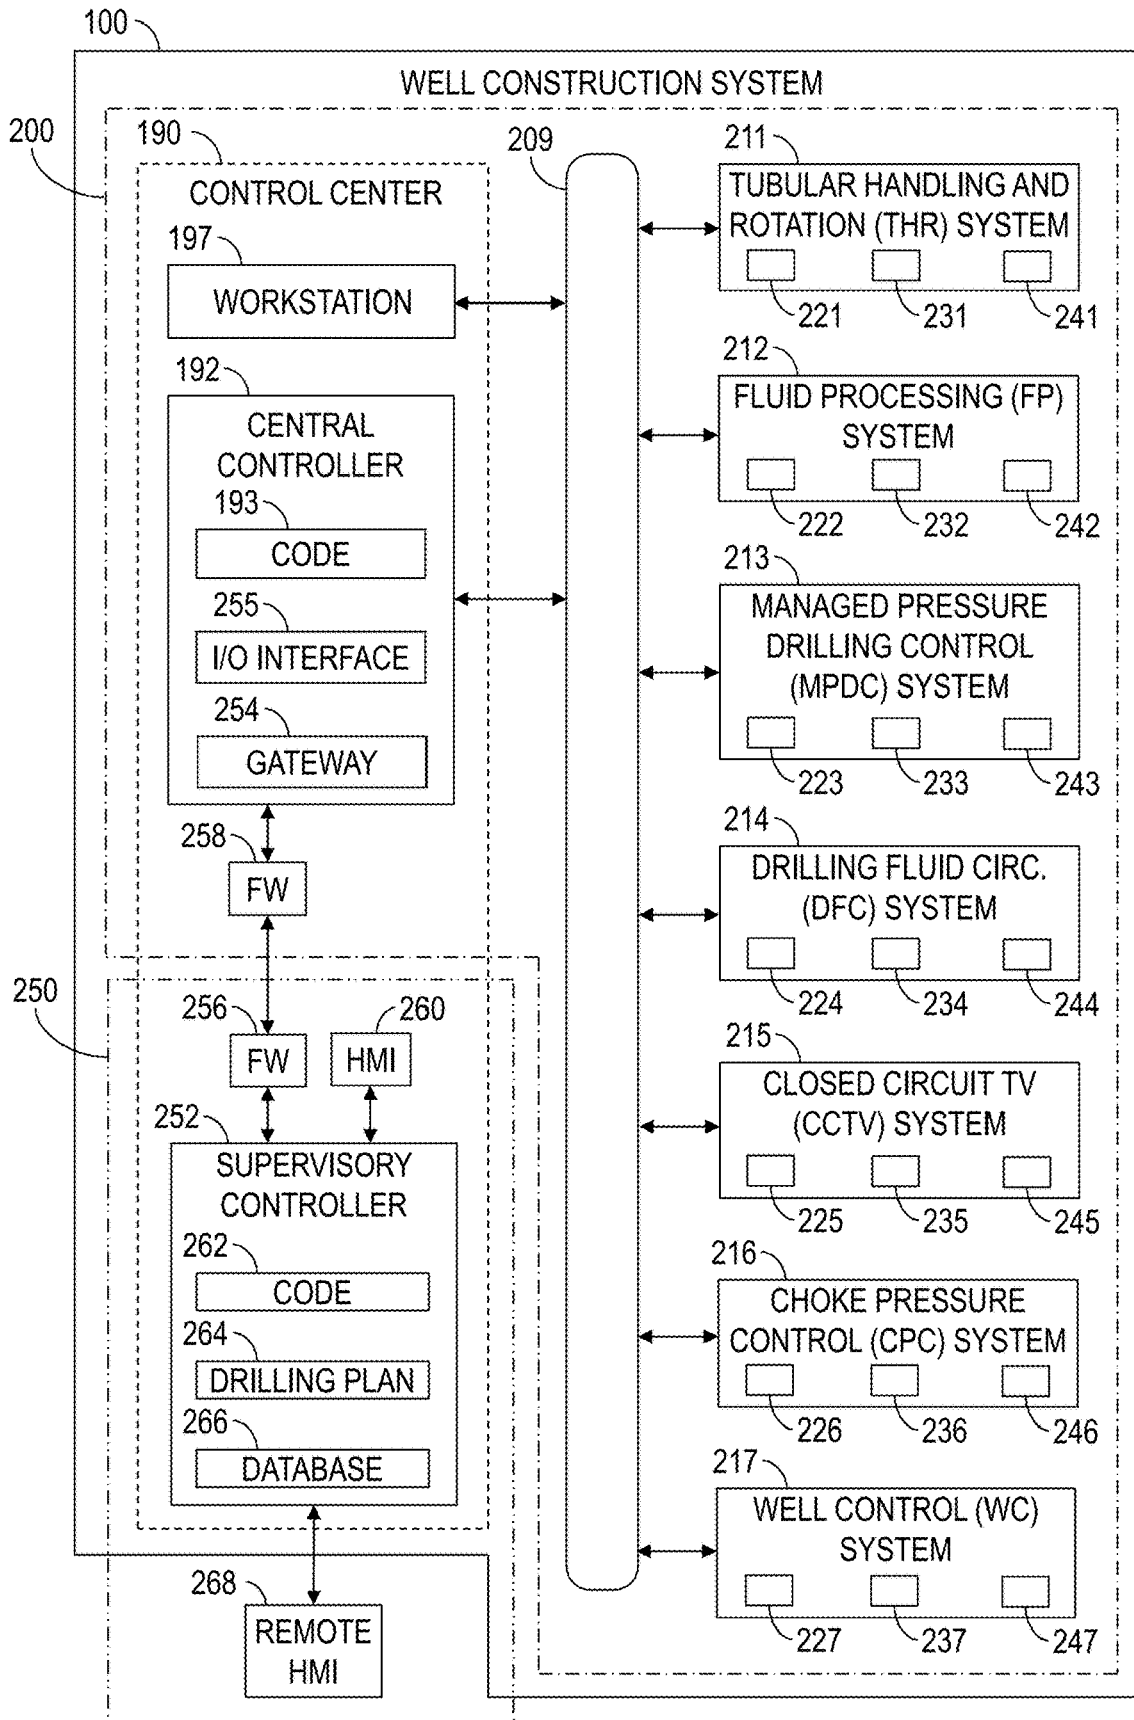 100
WELL CONSTRUCTION SYSTEM
200
190
CONTROL CENTER
197
WORKSTATION
192
CENTRAL
CONTROLLER
193
CODE
255
I/O INTERFACE
254
GATEWAY
258
FW
250
256
FW
260
HMI
252
SUPERVISORY
CONTROLLER
262
CODE
264
DRILLING PLAN
266
DATABASE
268
REMOTE
HMI
209
211
TUBULAR HANDLING AND
ROTATION (THR) SYSTEM
221 231 241
212
FLUID PROCESSING (FP)
SYSTEM
222 232 242
213
MANAGED PRESSURE
DRILLING CONTROL
(MPDC) SYSTEM
223 233 243
214
DRILLING FLUID CIRC.
(DFC) SYSTEM
224 234 244
215
CLOSED CIRCUIT TV
(CCTV) SYSTEM
225 235 245
216
CHOKE PRESSURE
CONTROL (CPC) SYSTEM
226 236 246
217
WELL CONTROL (WC)
SYSTEM
227 237 247